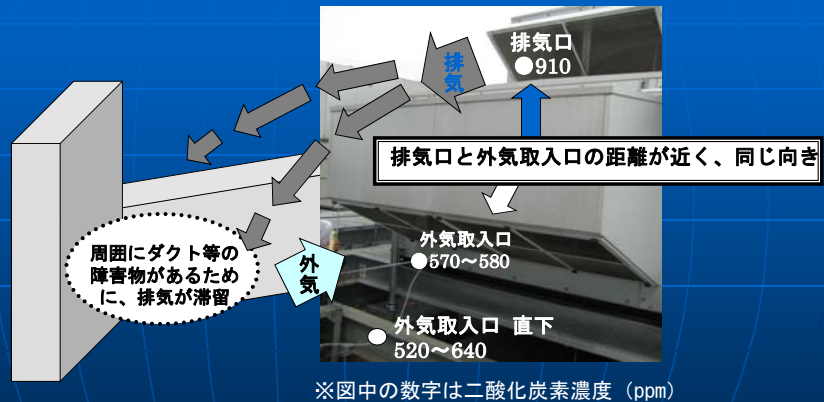 排気口
●910
排気
排気口と外気取入口の距離が近く、同じ向き
周囲にダクト等の
障害物があるため
に、排気が滞留
外気
外気取入口
●570～580
外気取入口 直下
520～640
※図中の数字は二酸化炭素濃度（ppm）